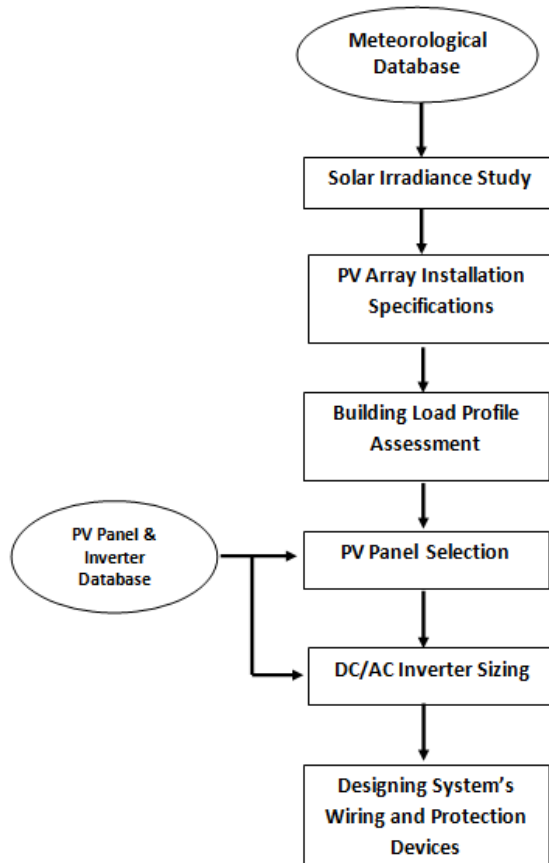 Meteorological
Database
Solar Irradiance Study
PV Array Installation
Specifications
Building Load Profile
Assessment
PV Panel &
Inverter
Database
PV Panel Selection
DC/AC Inverter Sizing
Designing System's
Wiring and Protection
Devices